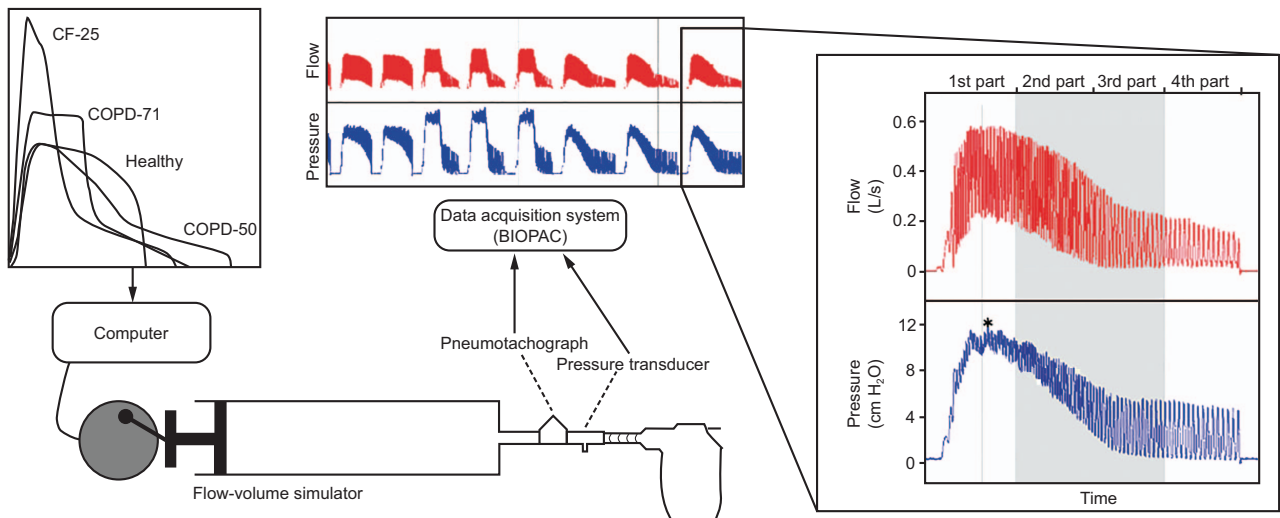 CF-25
COPD-71
Healthy
COPD-50
Computer
Flow-volume simulator
Flow
Pressure
Data acquisition system
(BIOPAC)
Pneumotachograph
Pressure transducer
1st part
2nd part
3rd part
4th part
Flow
(L/s)
0.6
0.4
0.2
0
Pressure
(cm H₂O)
12
8
4
0
*
Time